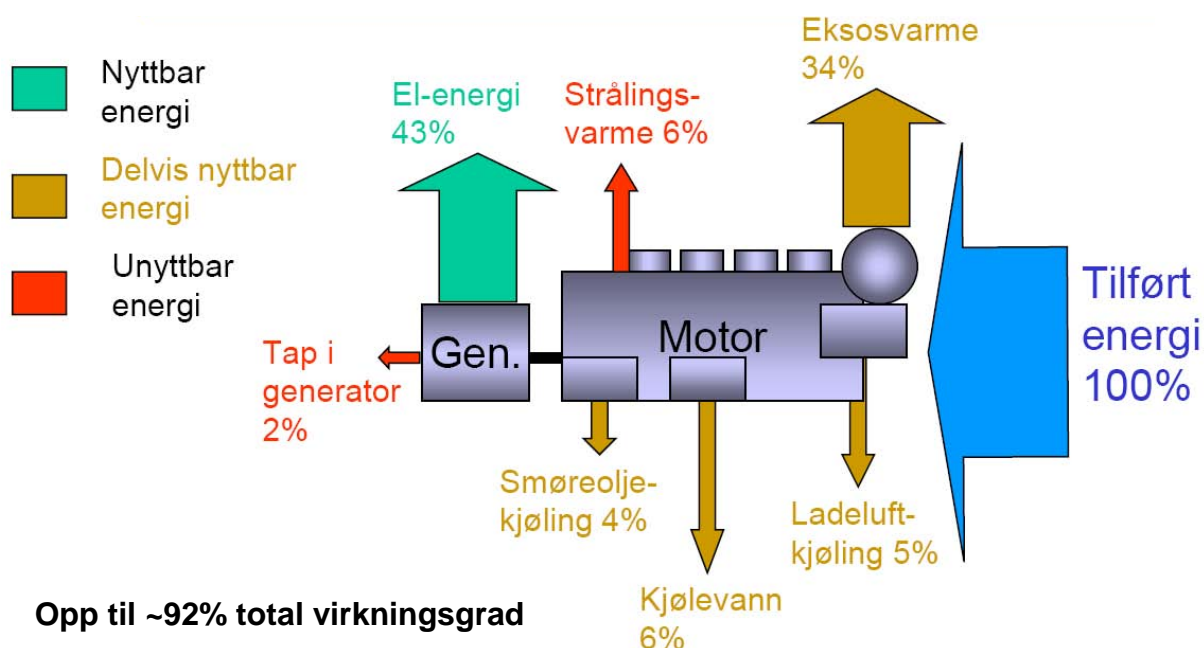 Nyttbar
energi
Delvis nyttbar
energi
Unyttbar
energi
El-energi
43%
Strålings-
varme 6%
Eksosvarme
34%
Tilført
energi
100%
Gen.
Motor
Tap i
generator
2%
Smøreolje-
kjøling 4%
Kjølevann
6%
Ladeluft-
kjøling 5%
Opp til ~92% total virkningsgrad